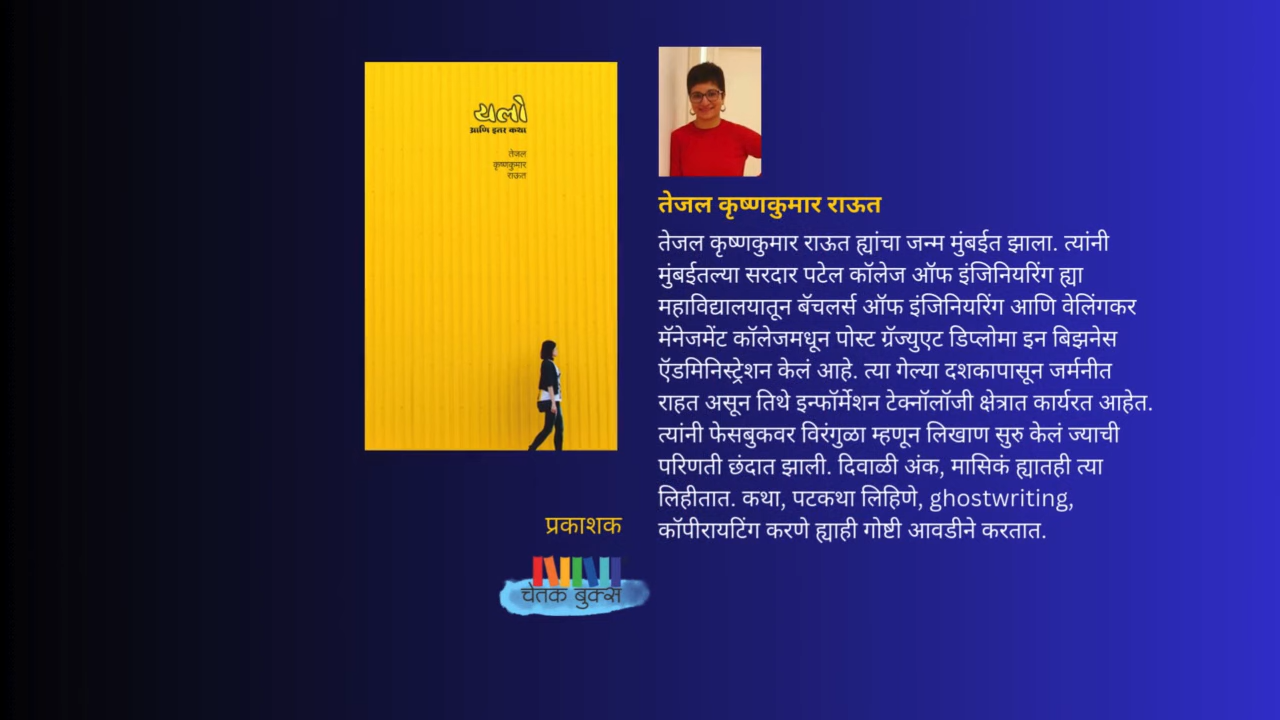 यलो
आणि इतर कथा
तेजल
कृष्णकुमार
राऊत
प्रकाशक
चेतक बुक्स
तेजल कृष्णकुमार राऊत
तेजल कृष्णकुमार राऊत ह्यांचा जन्म मुंबईत झाला. त्यांनी
मुंबईतल्या सरदार पटेल कॉलेज ऑफ इंजिनियरिंग ह्या
महाविद्यालयातून बॅचलर्स ऑफ इंजिनियरिंग आणि वेलिंगकर
मॅनेजमेंट कॉलेजमधून पोस्ट ग्रॅज्युएट डिप्लोमा इन बिझनेस
ऍडमिनिस्ट्रेशन केलं आहे. त्या गेल्या दशकापासून जर्मनीत
राहत असून तिथे इन्फॉर्मेशन टेक्नॉलॉजी क्षेत्रात कार्यरत आहेत.
त्यांनी फेसबुकवर विरंगुळा म्हणून लिखाण सुरु केलं ज्याची
परिणती छंदात झाली. दिवाळी अंक, मासिकं ह्यातही त्या
लिहीतात. कथा, पटकथा लिहिणे, ghostwriting,
कॉपीरायटिंग करणे ह्याही गोष्टी आवडीने करतात.